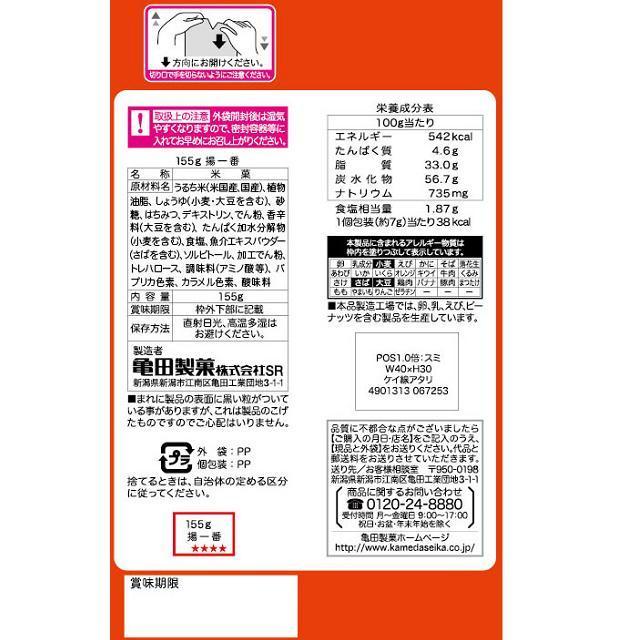 ↓方向にお開けください。
切り口で手を切らないようにご注意ください。
取扱上の注意 外袋開封後は湿気
やすくなりますので、密封容器等に
入れてお早めにお召し上がりください。
155g 揚一番
名称 米菓
原材料名 うるち米(米国産、国産)、植物
油脂、しょうゆ(小麦・大豆を含む)、砂
糖、はちみつ、デキストリン、でん粉、香辛
料(大豆を含む)、たんぱく加水分解物
(小麦を含む)、食塩、魚介エキスパウダー
(さばを含む)、ソルビトール、加工でん粉、
トレハロース、調味料(アミノ酸等)、パ
プリカ色素、カラメル色素、酸味料
内容量 155g
賞味期限 枠外下部に記載
保存方法 直射日光、高温多湿は
お避けください。
製造者
亀田製菓株式会社SR
新潟県新潟市江南区亀田工業団地3-1-1
■まれに製品の表面に黒い粒がついて
いる事がありますが、これは製品のこげ
たものですのでご心配はいりません。
プラ
外袋:PP
個包装:PP
捨てるときは、自治体の定める区分
に従ってください。
155g
揚一番
★★★★
賞味期限
栄養成分表
100g当たり
エネルギー 542kcal
たんぱく質 4.6g
脂質 33.0g
炭水化物 56.7g
ナトリウム 735mg
食塩相当量 1.87g
1個包装(約7g)当たり38kcal
本製品に含まれるアレルギー物質は
枠内を塗りつぶして表示しています。
卵 乳成分 小麦 えび かに そば 落花生
あわび いか いくら オレンジ キウイ 牛肉 くるみ
さけ さば 大豆 鶏肉 バナナ 豚肉 まつたけ
もも やまいも りんご ゼラチン
■本製品工場では、卵、乳、えび、ピー
ナッツを含む製品を生産しています。
POS1.0倍:スミ
W40×H30
ケイ線アタリ
4901313 067253
品質に不都合な点がございましたら
【ご購入の月日・店名】をご記入のうえ、
【現品と外袋】をお送りください。代品と
郵送料をお送りさせていただきます。
送り先/お客様相談室 〒950-0198
新潟県新潟市江南区亀田工業団地3-1-1
商品に関するお問い合わせ
0120-24-8880
受付時間 月~金曜日 9:00~17:00
祝日・お盆・年末年始を除く
亀田製菓ホームページ
http://www.kamedaseika.co.jp/